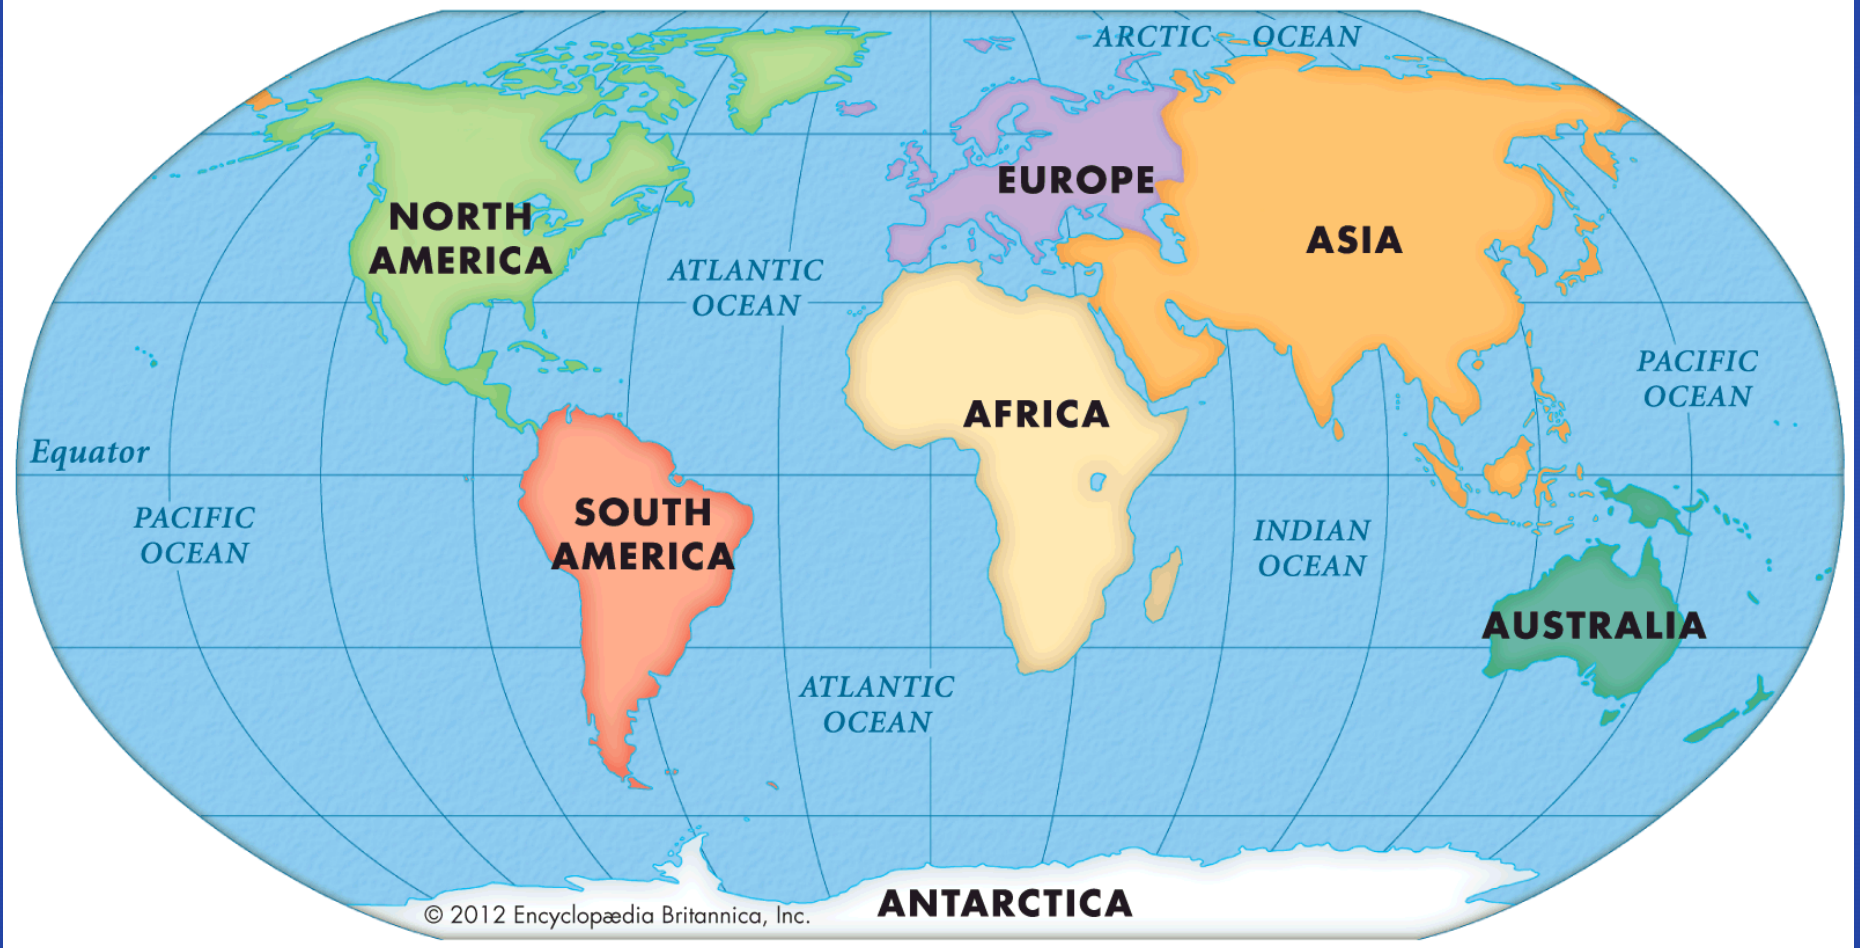 ARCTIC OCEAN
EUROPE
NORTH
AMERICA
ASIA
ATLANTIC
OCEAN
PACIFIC
OCEAN
AFRICA
Equator
SOUTH
AMERICA
PACIFIC
OCEAN
INDIAN
OCEAN
AUSTRALIA
ATLANTIC
OCEAN
ANTARCTICA
© 2012 Encyclopædia Britannica, Inc.